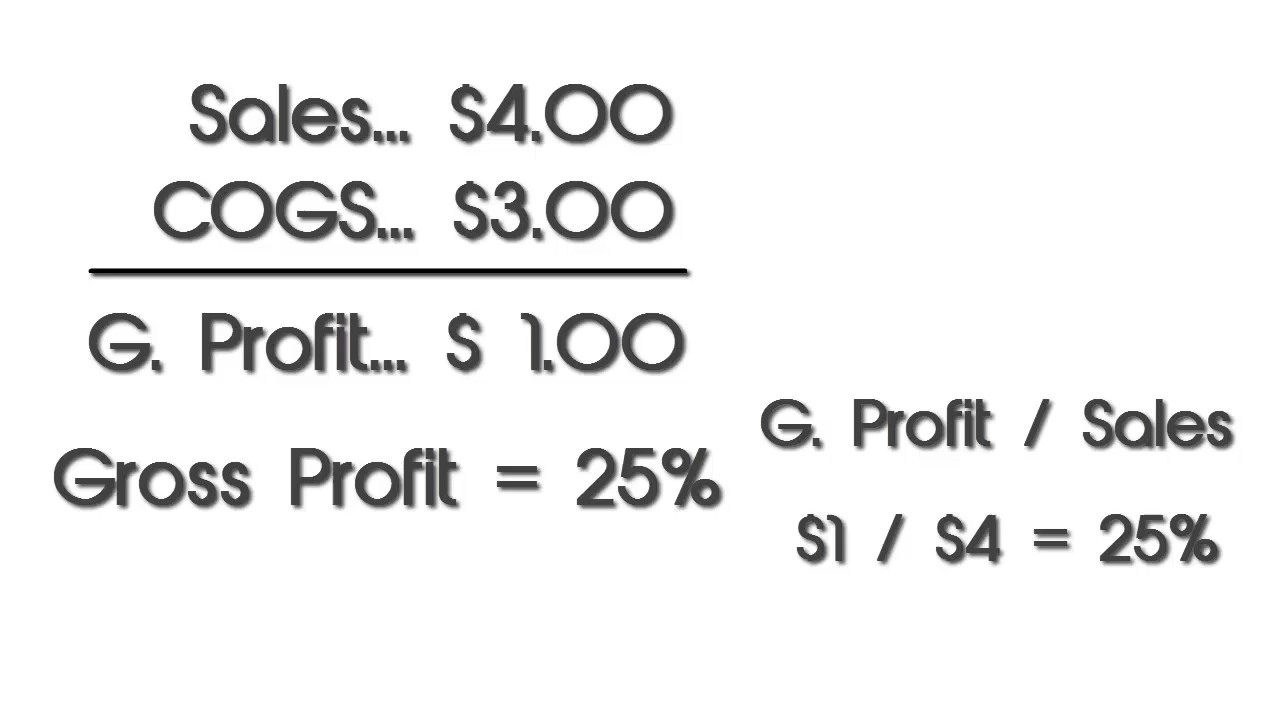 Sales... $4.00
COGS... $3.00
G. Profit... $ 1.00
Gross Profit = 25%
G. Profit / Sales
$1 / $4 = 25%